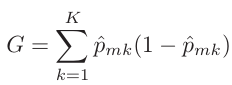 $G = \sum_{k=1}^{K} \hat{p}_{mk}(1 - \hat{p}_{mk})$